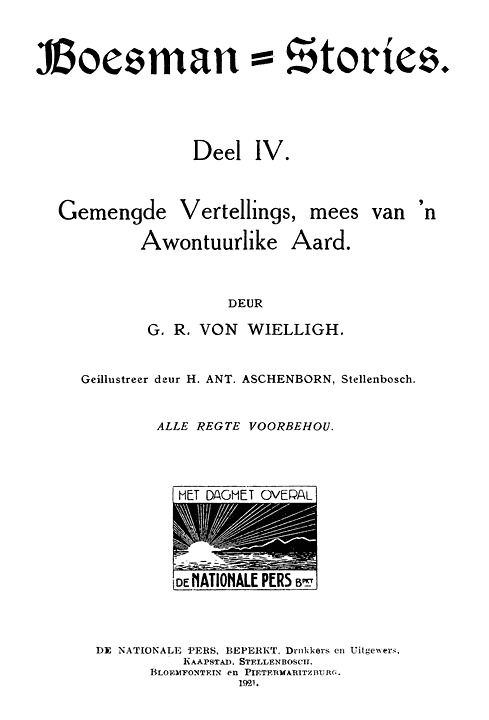 Boesman = Stories.
Deel IV.
Gemengde Vertellings, mees van 'n
Awontuurlike Aard.
DEUR
G. R. VON WIELLIGH.
Geïllustreer deur H. ANT. ASCHENBORN, Stellenbosch.
ALLE REGTE VOORBEHOU.
MET DAGMET OVERAL
DE NATIONALE PERS BPKT
DE NATIONALE PERS, BEPERKT, Drukkers en Uitgewers,
KAAPSTAD, STELLENBOSCH,
BLOEMFONTEIN en PIETERMARITZBURG.
1921.